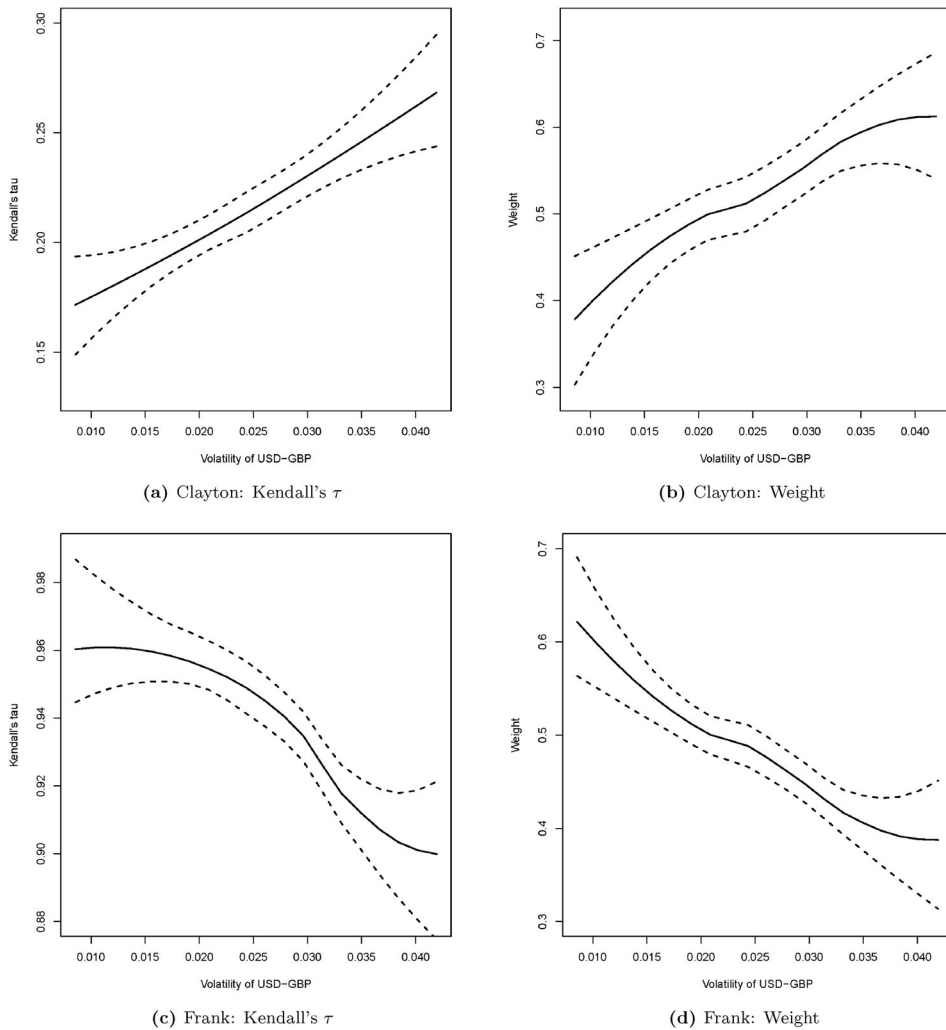 0.30
0.25
0.20
0.15
Kendall's tau
0.010 0.015 0.020 0.025 0.030 0.035 0.040
Volatility of USD−GBP
(a) Clayton: Kendall's τ
0.7
0.6
0.5
0.4
0.3
Weight
0.010 0.015 0.020 0.025 0.030 0.035 0.040
Volatility of USD−GBP
(b) Clayton: Weight
0.98
0.96
0.94
0.92
0.90
0.88
Kendall's tau
0.010 0.015 0.020 0.025 0.030 0.035 0.040
Volatility of USD−GBP
(c) Frank: Kendall's τ
0.7
0.6
0.5
0.4
0.3
Weight
0.010 0.015 0.020 0.025 0.030 0.035 0.040
Volatility of USD−GBP
(d) Frank: Weight